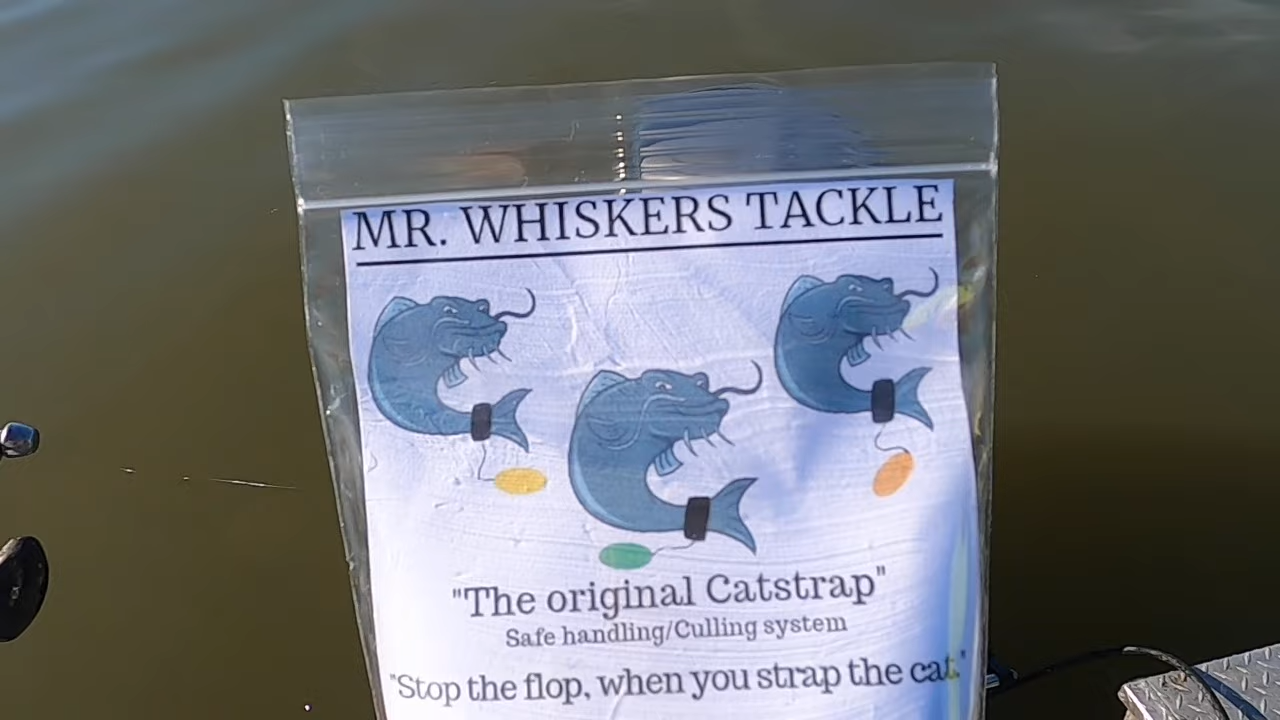 MR. WHISKERS TACKLE
"The original Catstrap"
Safe handling/Culling system
"Stop the flop, when you strap the cat."